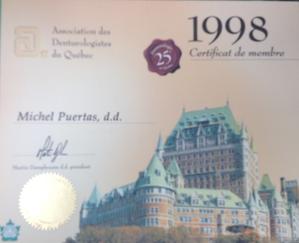 Association des
Denturologistes
du Québec
1998
Certificat de membre
25
Michel Puertas, d.d.